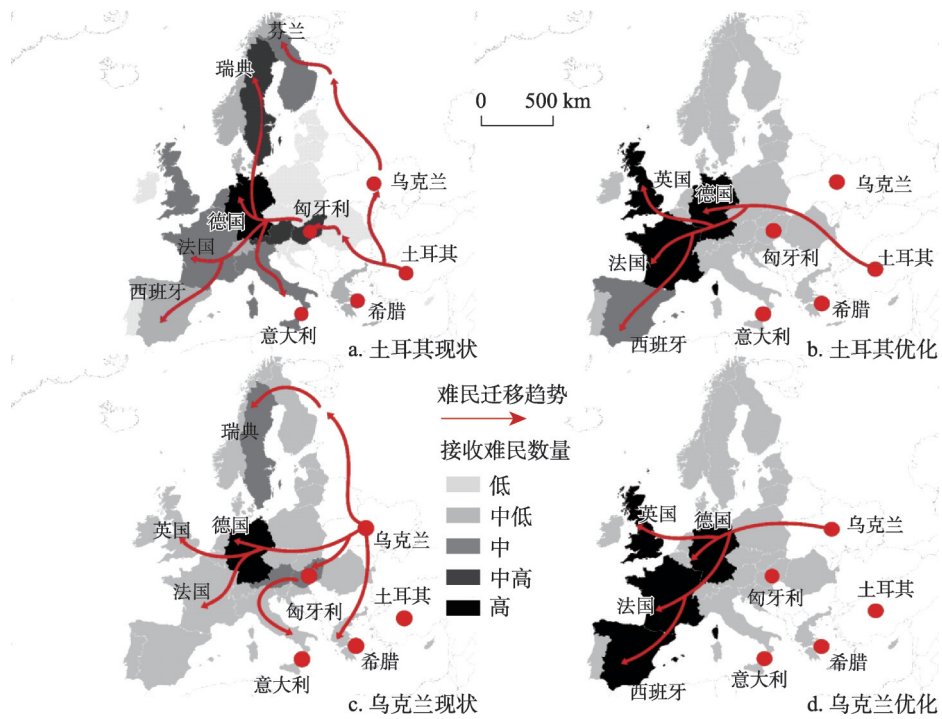 芬兰
瑞典
乌克兰
德国
匈牙利
法国
土耳其
西班牙
希腊
意大利
a. 土耳其现状
0 500 km
英国
乌克兰
德国
法国
匈牙利
土耳其
希腊
意大利
西班牙
b. 土耳其优化
瑞典
英国
德国
乌克兰
法国
匈牙利
土耳其
希腊
意大利
c. 乌克兰现状
难民迁移趋势
接收难民数量
低
中低
中
中高
高
英国
德国
乌克兰
法国
匈牙利
土耳其
希腊
意大利
西班牙
d. 乌克兰优化